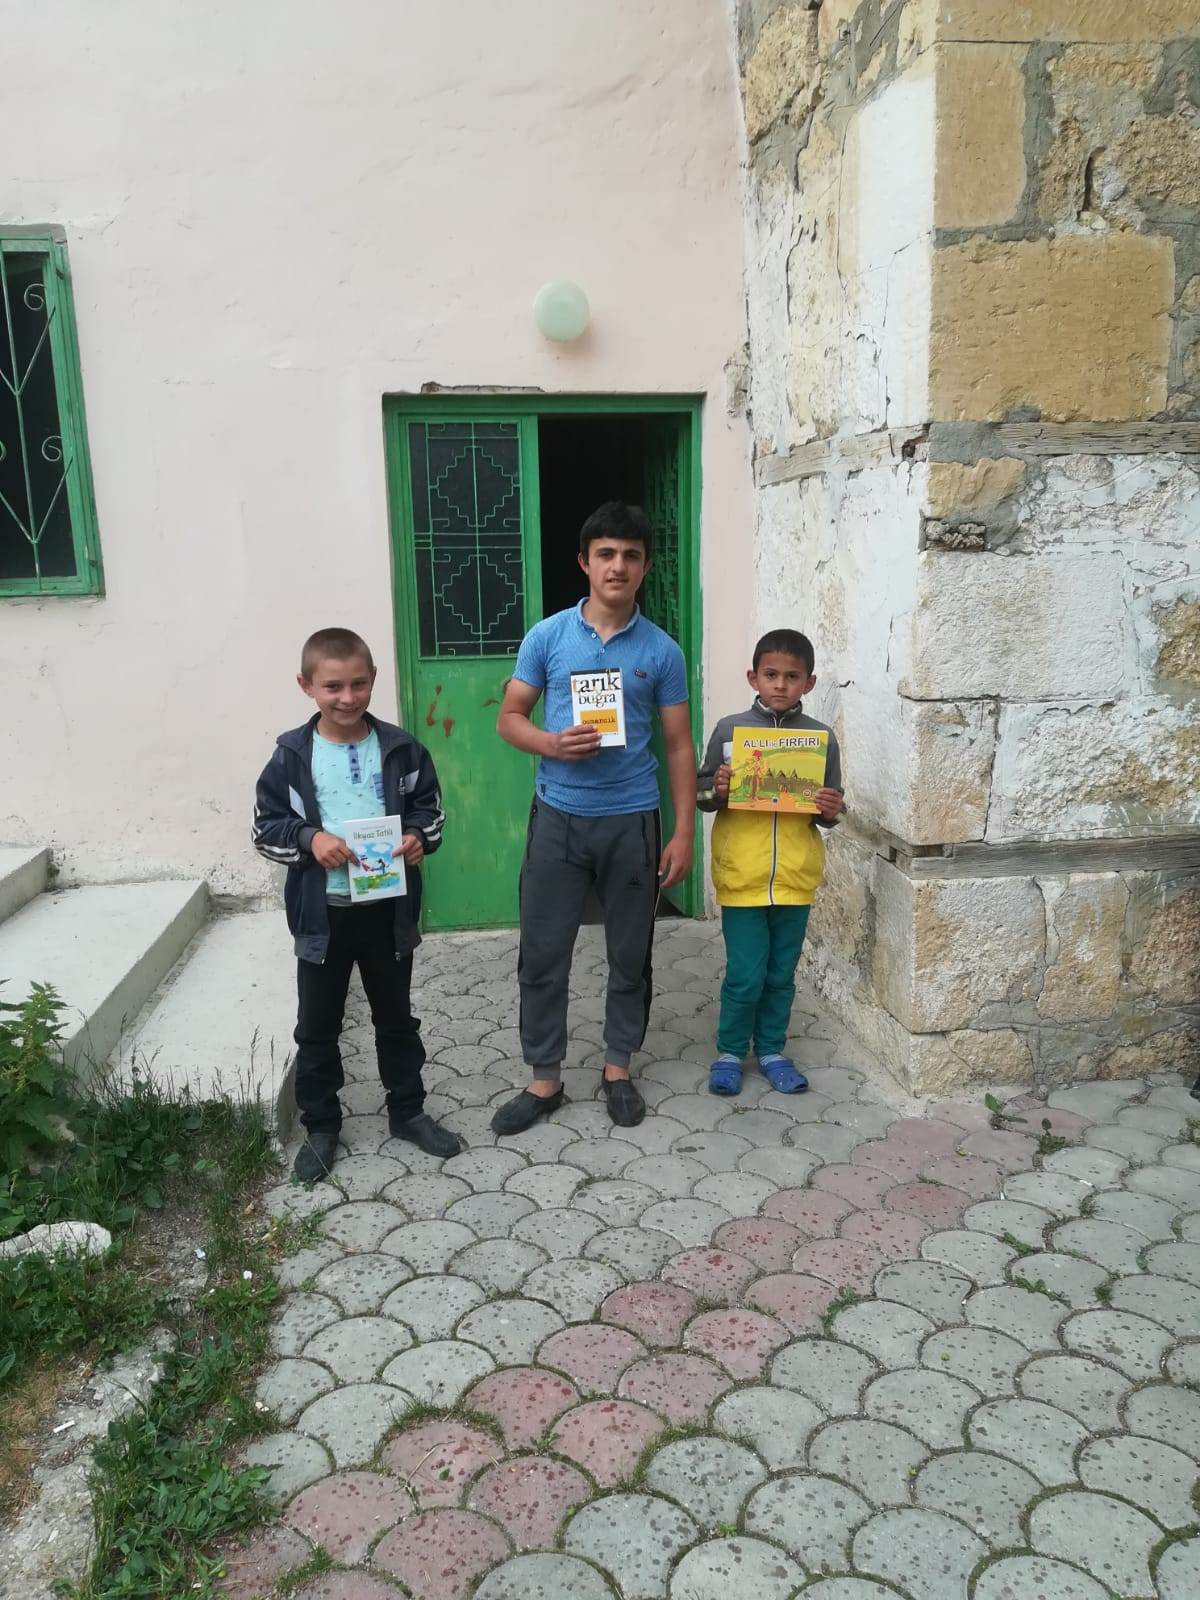 İlkyaz Tatili
tarık
buğra
osmancık
AL'Lİ ile FIRFIRI